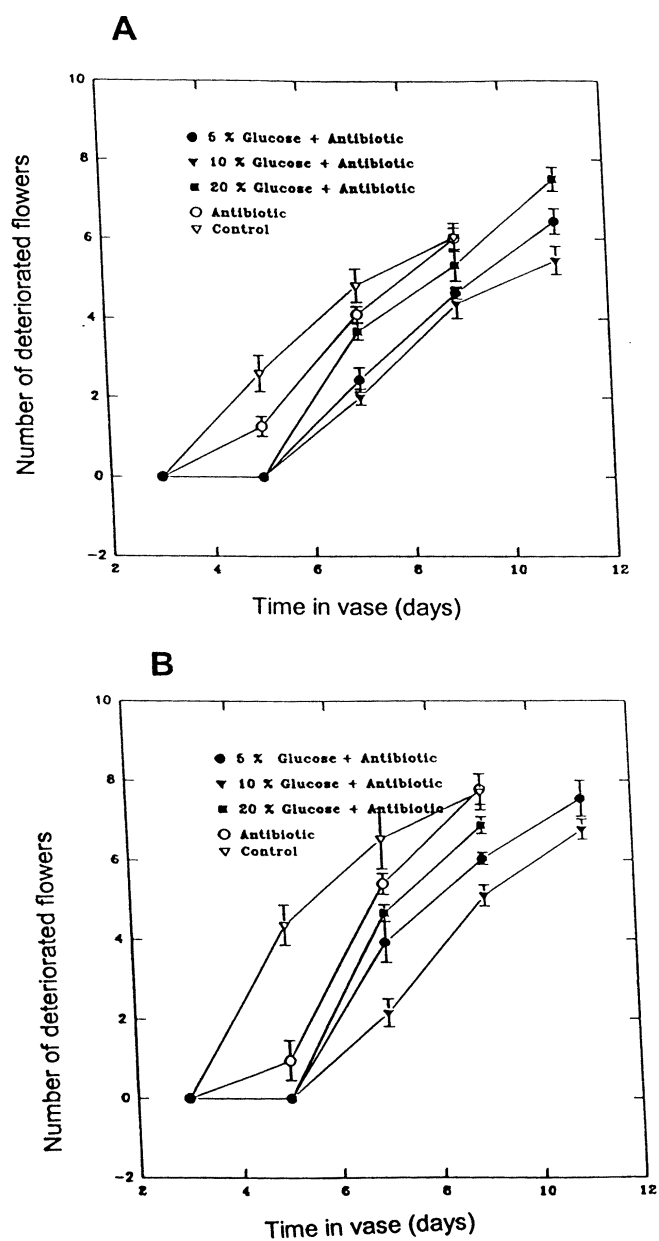 A
10
8
6
4
2
0
-2
Number of deteriorated flowers
5 % Glucose + Antibiotic
10 % Glucose + Antibiotic
20 % Glucose + Antibiotic
Antibiotic
Control
2 4 6 8 10 12
Time in vase (days)
B
10
8
6
4
2
0
-2
Number of deteriorated flowers
5 % Glucose + Antibiotic
10 % Glucose + Antibiotic
20 % Glucose + Antibiotic
Antibiotic
Control
2 4 6 8 10 12
Time in vase (days)